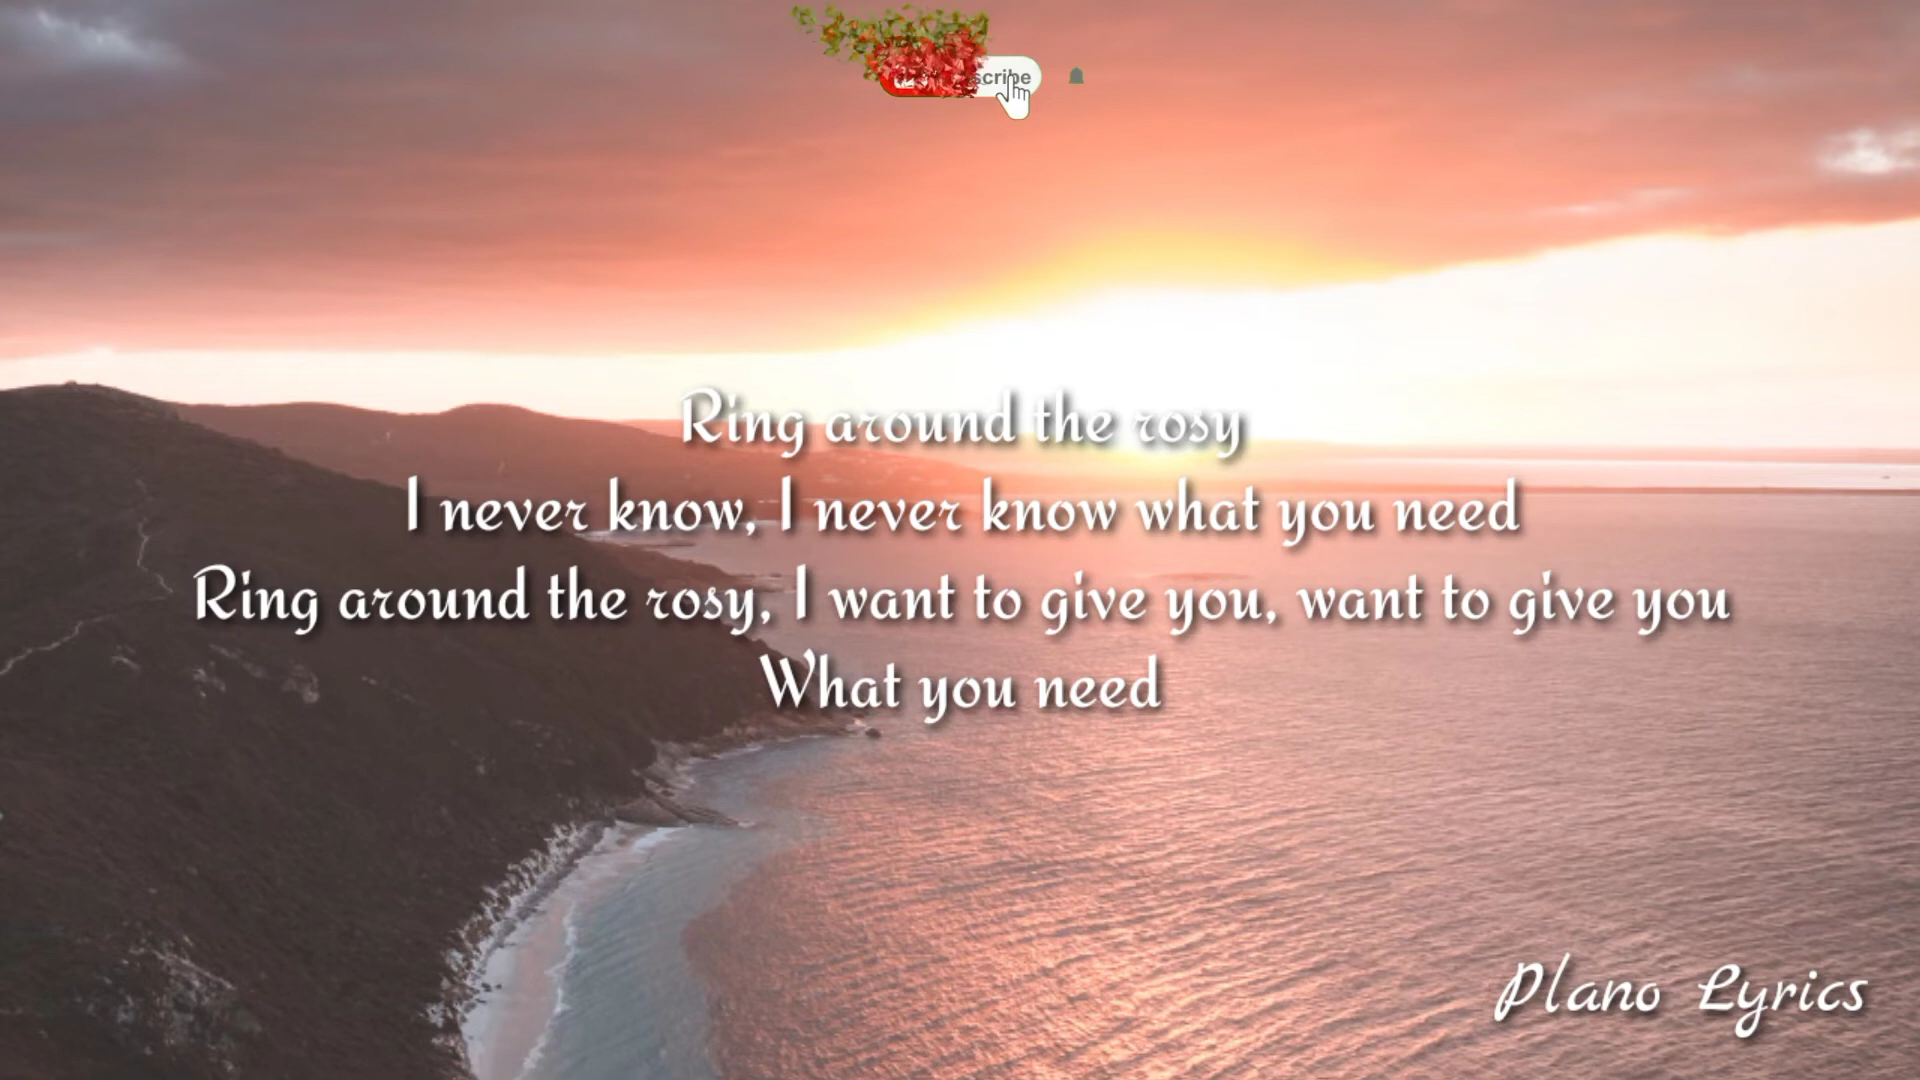 scribe
Ring around the rosy
I never know, I never know what you need
Ring around the rosy, I want to give you, want to give you
What you need
Plano Lyrics